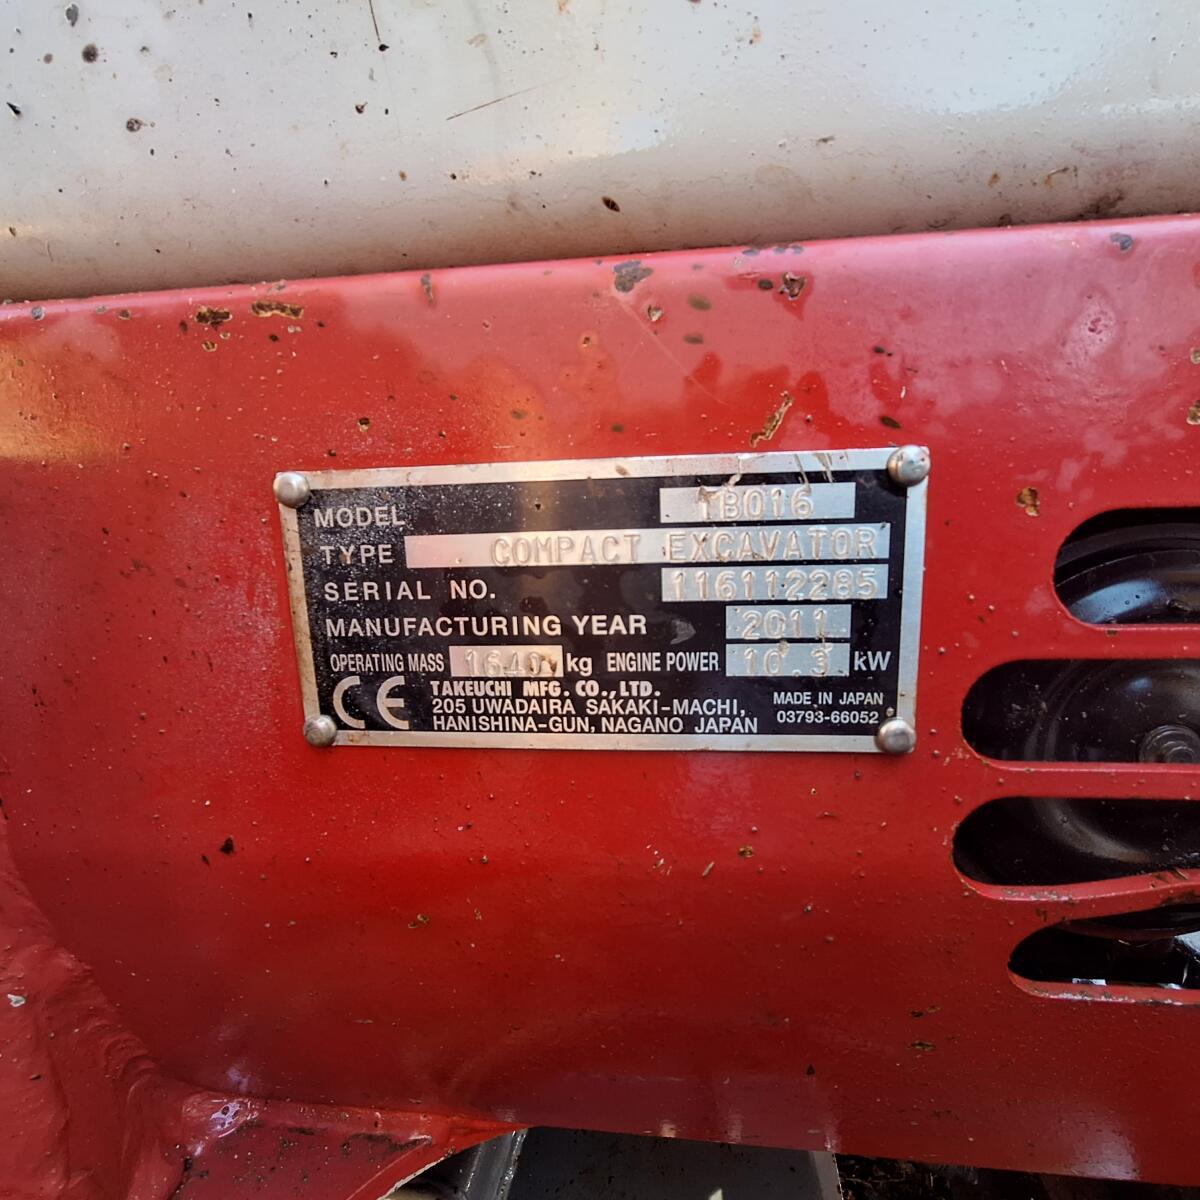 MODEL TB016
TYPE COMPACT EXCAVATOR
SERIAL NO. 116112285
MANUFACTURING YEAR 2011
OPERATING MASS 1640 kg ENGINE POWER 10.3 kW
CE TAKEUCHI MFG. CO., LTD.
205 UWADAIRA SAKAKI-MACHI,
HANISHINA-GUN, NAGANO JAPAN
MADE IN JAPAN
03793-66052